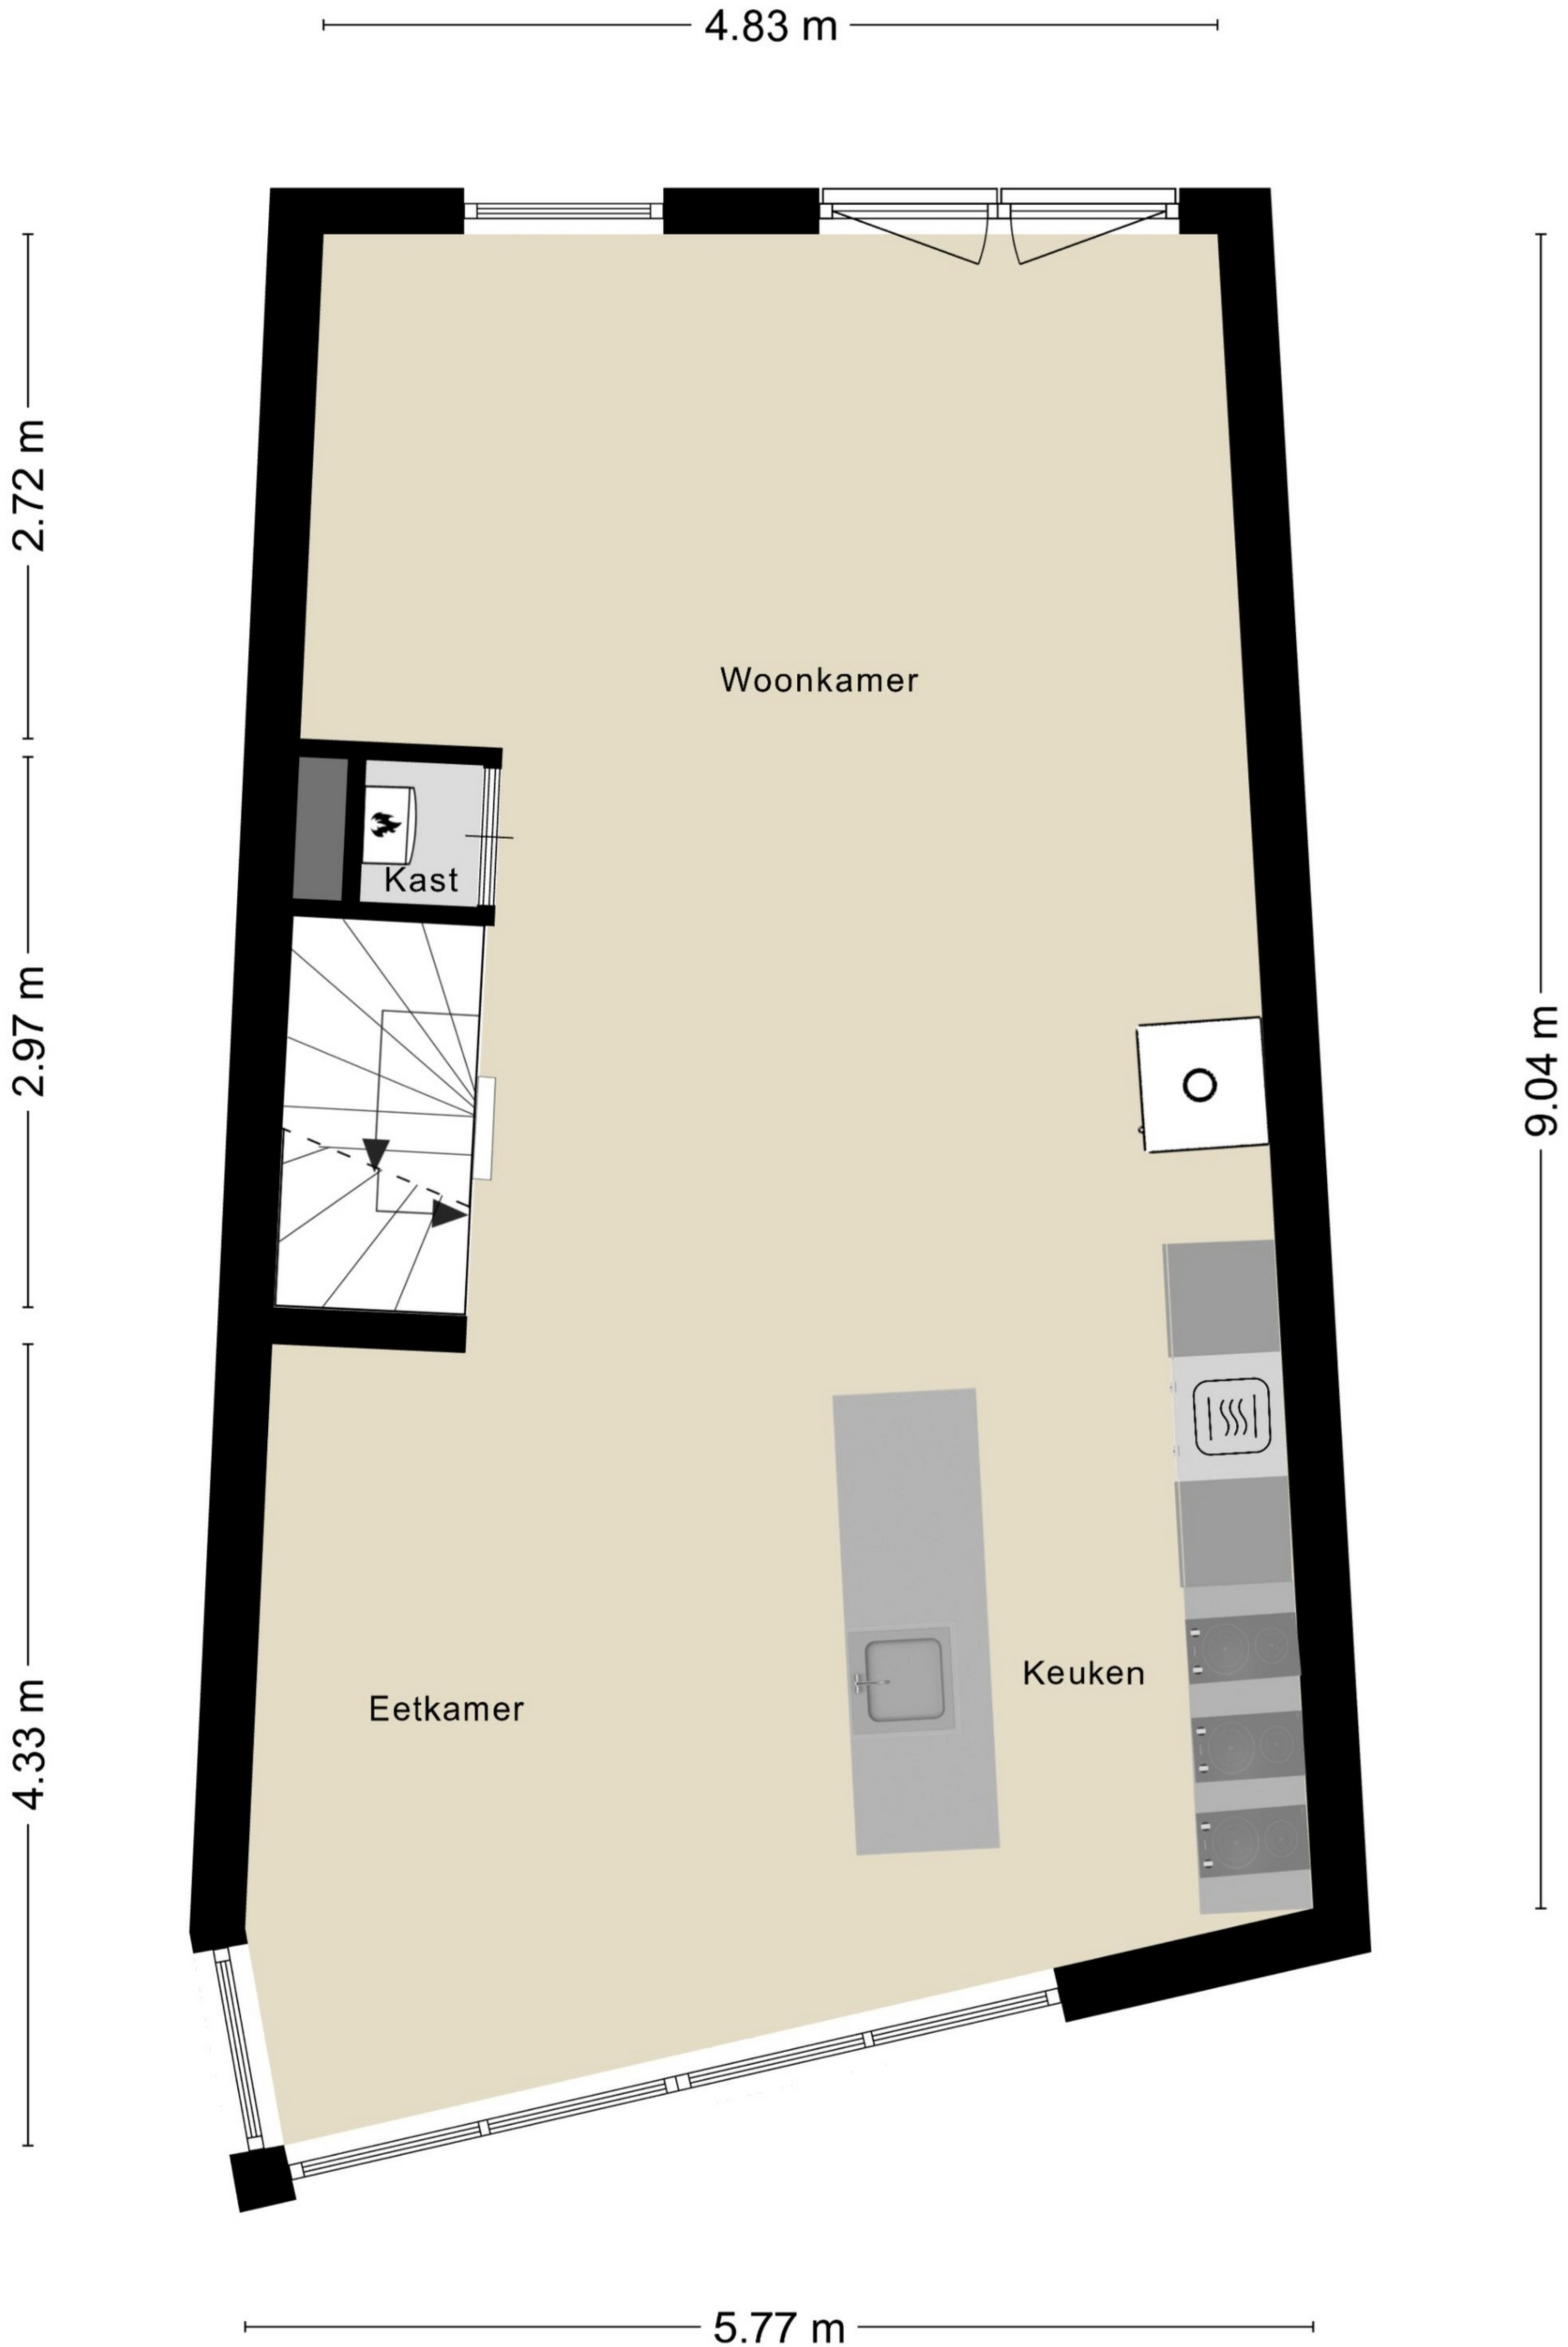 4.83 m
2.72 m
Woonkamer
Kast
2.97 m
9.04 m
Keuken
Eetkamer
4.33 m
5.77 m